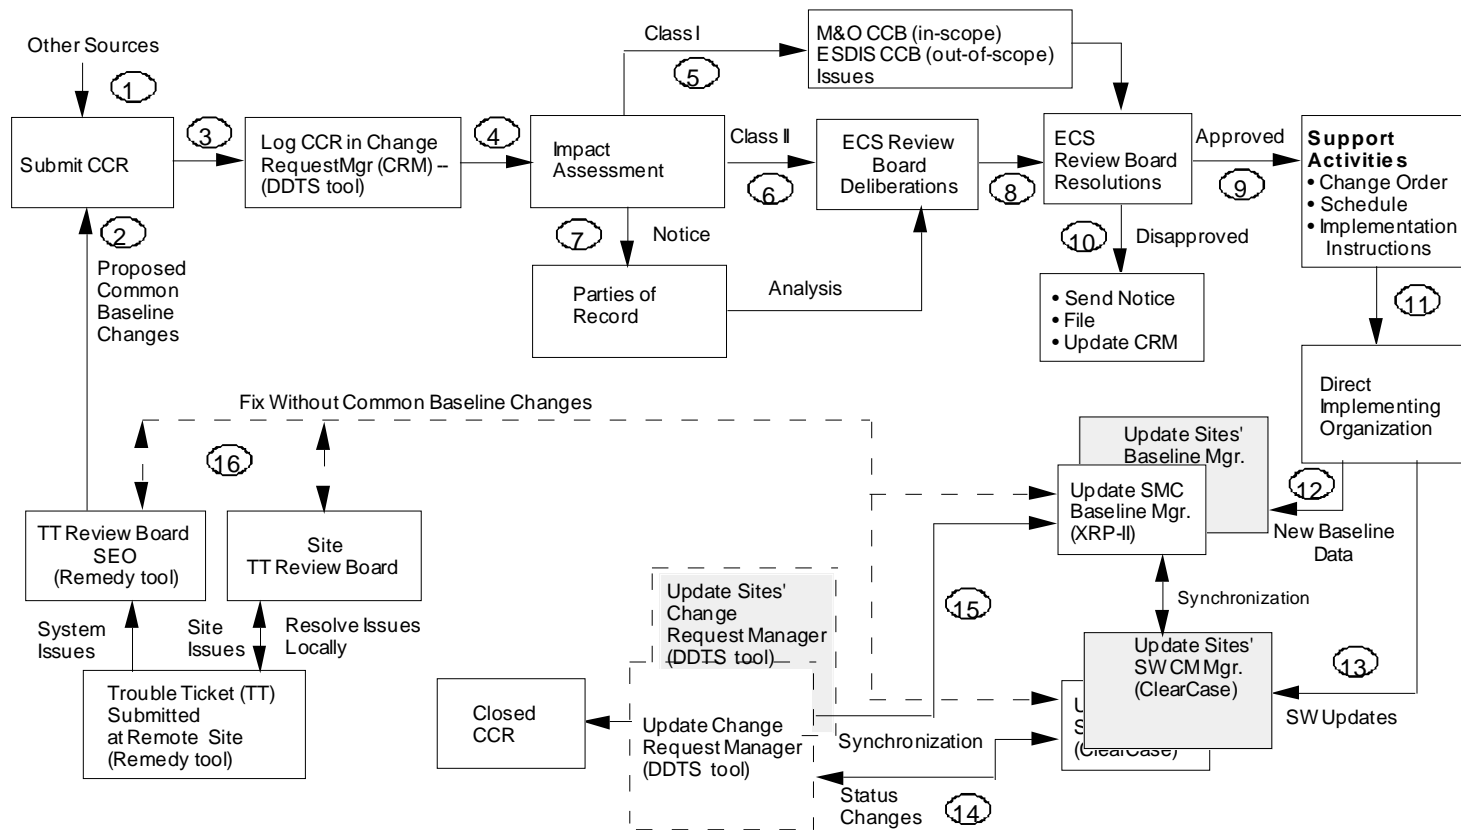 Other Sources
1
Submit CCR
3
Log CCR in Change
RequestMgr (CRM) --
(DDTS tool)
4
Impact
Assessment
Class I
5
M&O CCB (in-scope)
ESDIS CCB (out-of-scope)
Issues
Class II
6
ECS Review
Board
Deliberations
8
ECS
Review Board
Resolutions
Approved
9
Support
Activities
• Change Order
• Schedule
• Implementation
Instructions
2
Proposed
Common
Baseline
Changes
7
Notice
Parties of
Record
Analysis
10
Disapproved
• Send Notice
• File
• Update CRM
11
Direct
Implementing
Organization
Fix Without Common Baseline Changes
16
Update Sites'
Baseline Mgr.
Update SMC
Baseline Mgr.
(XRP-II)
12
New Baseline
Data
TT Review Board
SEO
(Remedy tool)
Site
TT Review Board
System
Issues
Site
Issues
Resolve Issues
Locally
Trouble Ticket (TT)
Submitted
at Remote Site
(Remedy tool)
Update Sites'
Change
Request Manager
(DDTS tool)
15
Synchronization
Update Sites'
SW CM Mgr.
(ClearCase)
13
SW Updates
Closed
CCR
Update Change
Request Manager
(DDTS tool)
Synchronization
U
S
(ClearCase)
Status
Changes
14